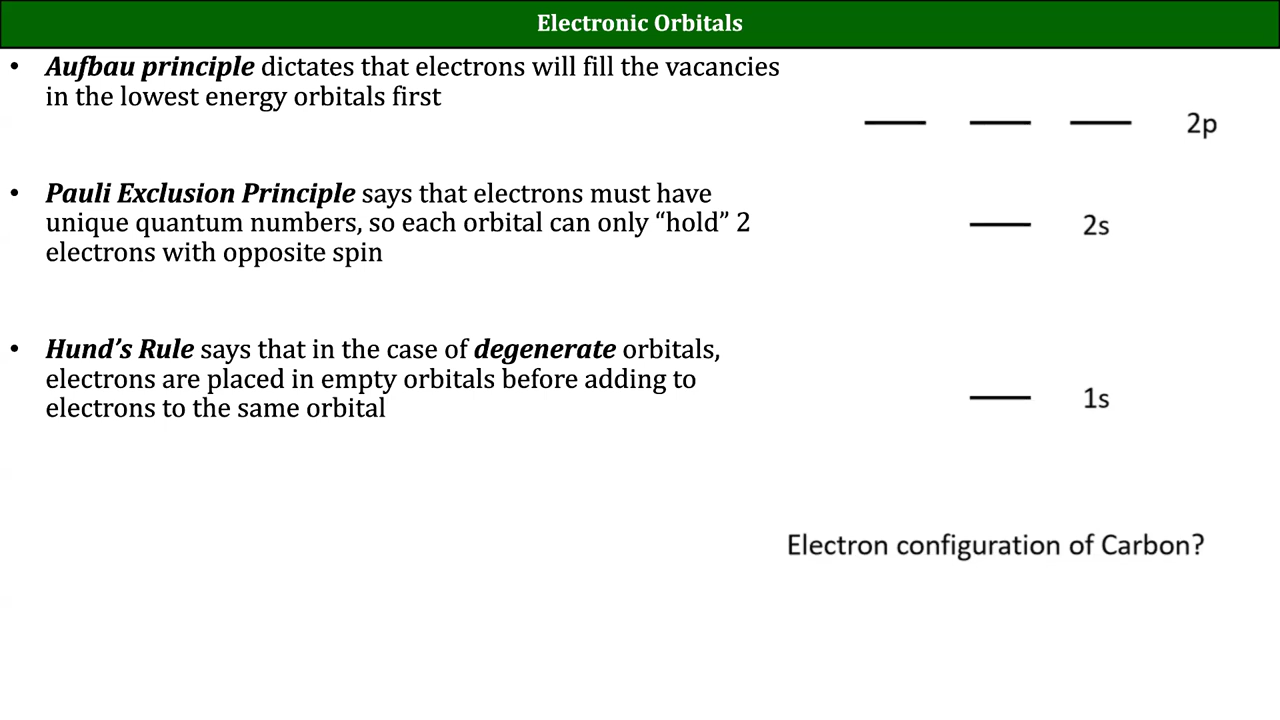 Electronic Orbitals
• Aufbau principle dictates that electrons will fill the vacancies
in the lowest energy orbitals first
• Pauli Exclusion Principle says that electrons must have
unique quantum numbers, so each orbital can only “hold” 2
electrons with opposite spin
• Hund’s Rule says that in the case of degenerate orbitals,
electrons are placed in empty orbitals before adding to
electrons to the same orbital
2p
2s
1s
Electron configuration of Carbon?